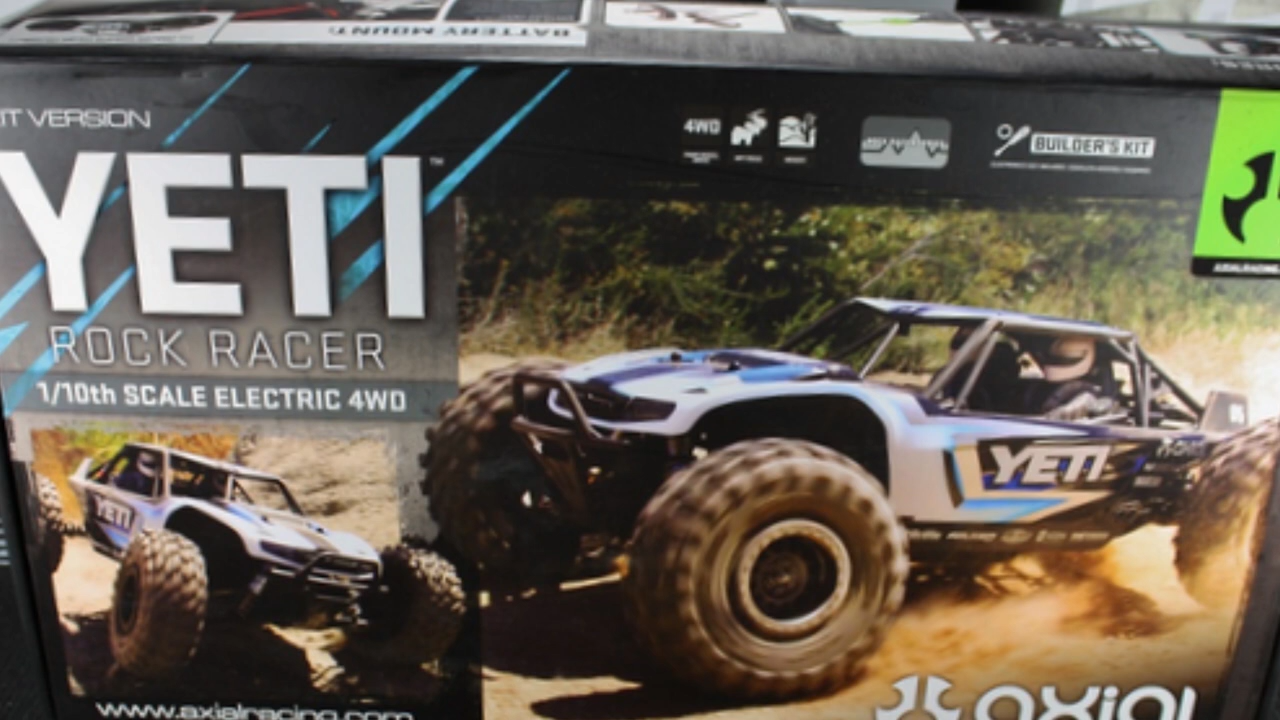 BATTERY MOUNT:
IT VERSION
4WD
BUILDER'S KIT
YETI™
ROCK RACER
1/10th SCALE ELECTRIC 4WD
YETI
YETI
www.axialracing.com
axial